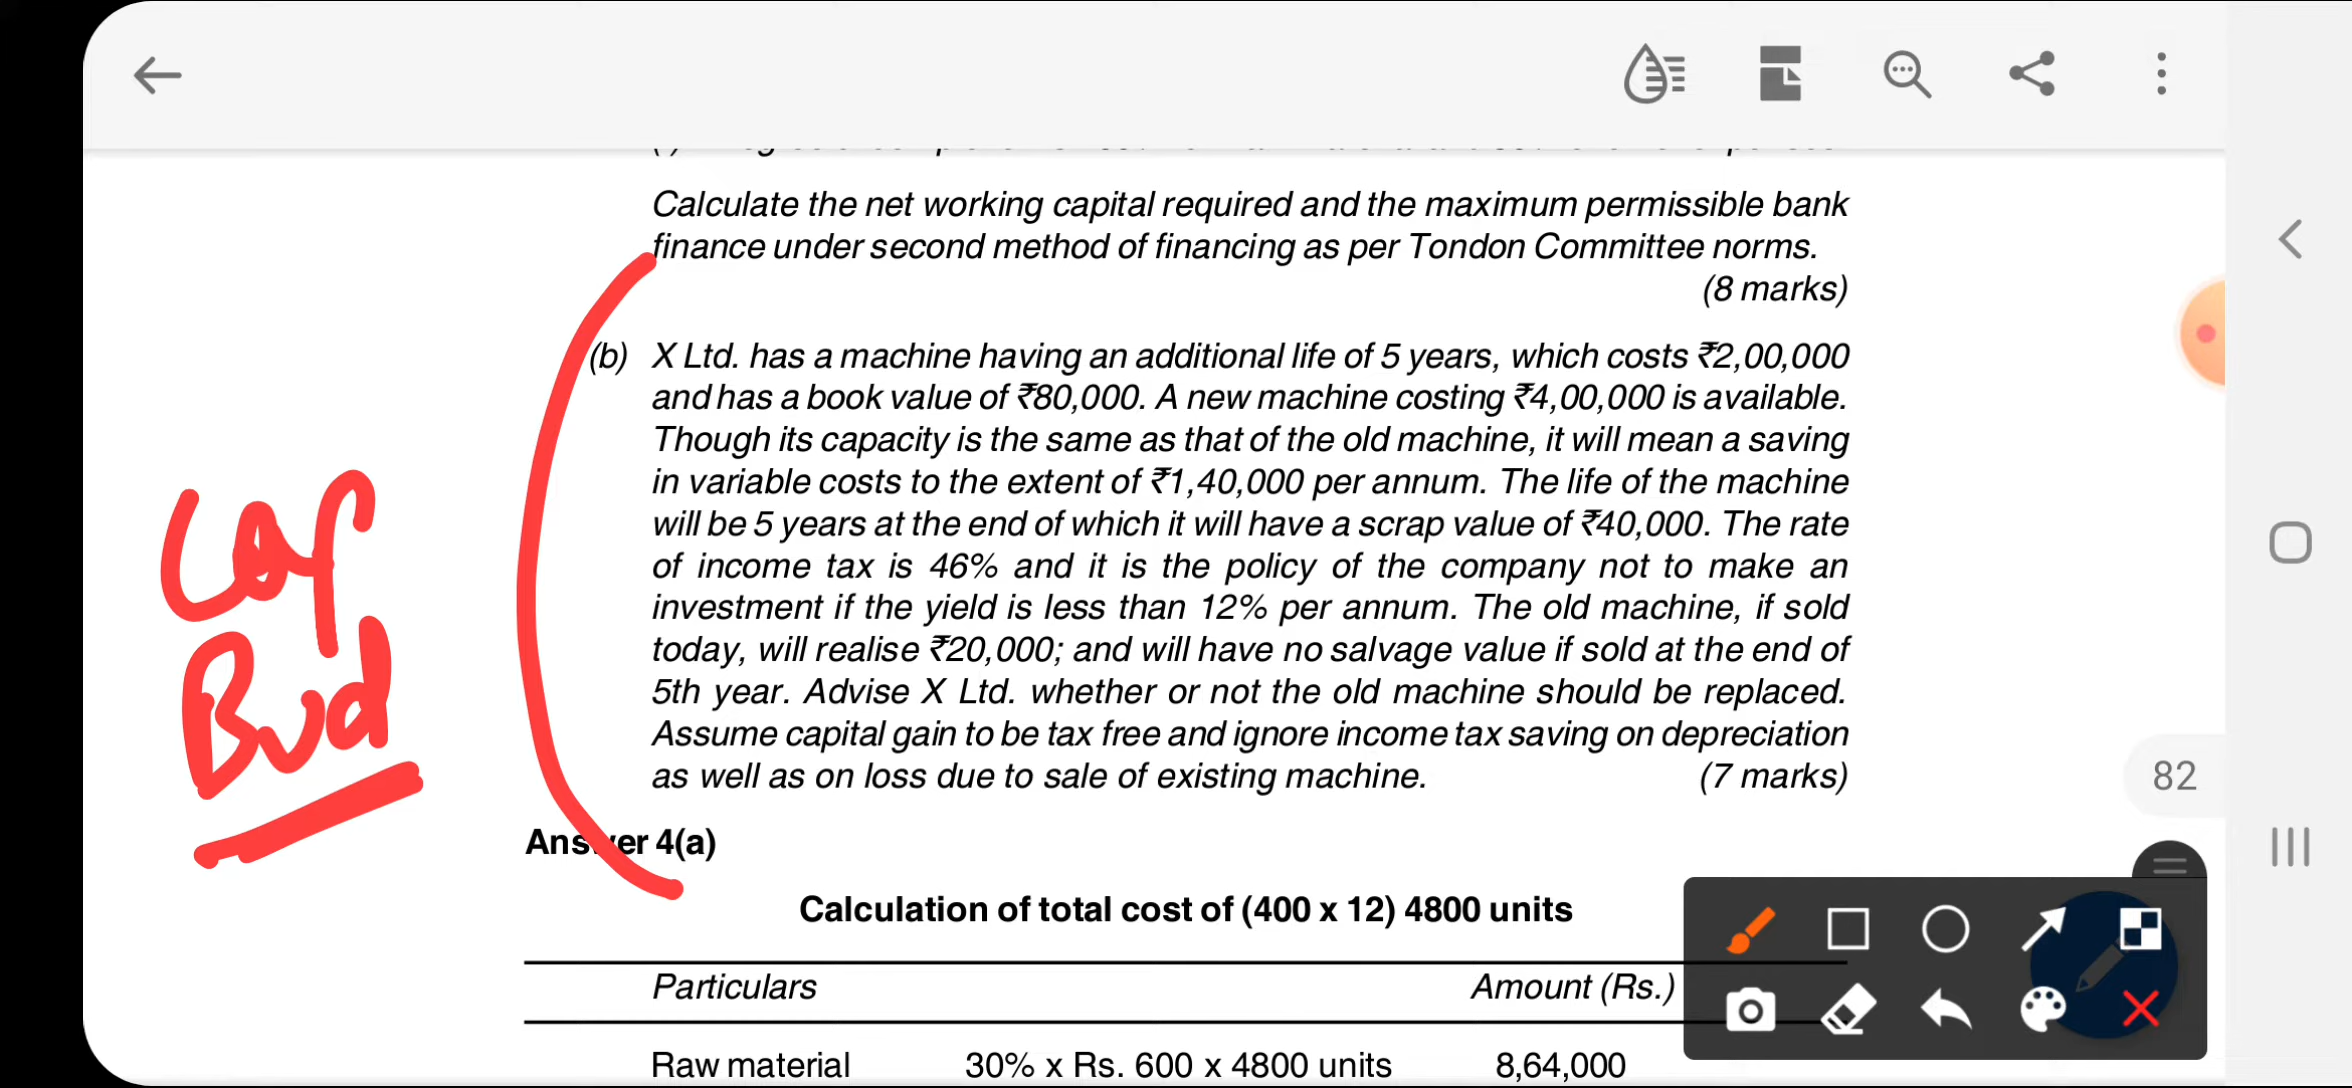 Calculate the net working capital required and the maximum permissible bank
finance under second method of financing as per Tondon Committee norms.
(8 marks)
(b) X Ltd. has a machine having an additional life of 5 years, which costs ₹2,00,000
and has a book value of ₹80,000. A new machine costing ₹4,00,000 is available.
Though its capacity is the same as that of the old machine, it will mean a saving
in variable costs to the extent of ₹1,40,000 per annum. The life of the machine
will be 5 years at the end of which it will have a scrap value of ₹40,000. The rate
of income tax is 46% and it is the policy of the company not to make an
investment if the yield is less than 12% per annum. The old machine, if sold
today, will realise ₹20,000; and will have no salvage value if sold at the end of
5th year. Advise X Ltd. whether or not the old machine should be replaced.
Assume capital gain to be tax free and ignore income tax saving on depreciation
as well as on loss due to sale of existing machine. (7 marks)
Cap
Bud
82
Answer 4(a)
Calculation of total cost of (400 x 12) 4800 units
Particulars Amount (Rs.)
Raw material 30% x Rs. 600 x 4800 units 8,64,000